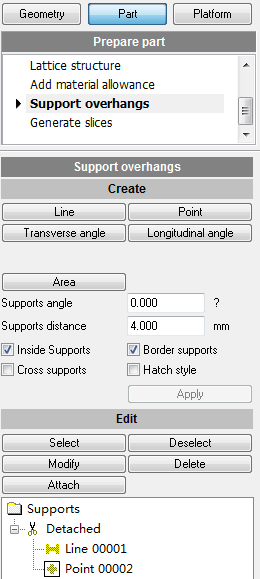 Geometry Part Platform
Prepare part
Lattice structure
Add material allowance
Support overhangs
Generate slices
Support overhangs
Create
Line Point
Transverse angle Longitudinal angle
Area
Supports angle 0.000 ?
Supports distance 4.000 mm
Inside Supports Border supports
Cross supports Hatch style
Apply
Edit
Select Deselect
Modify Delete
Attach
Supports
Detached
Line 00001
Point 00002